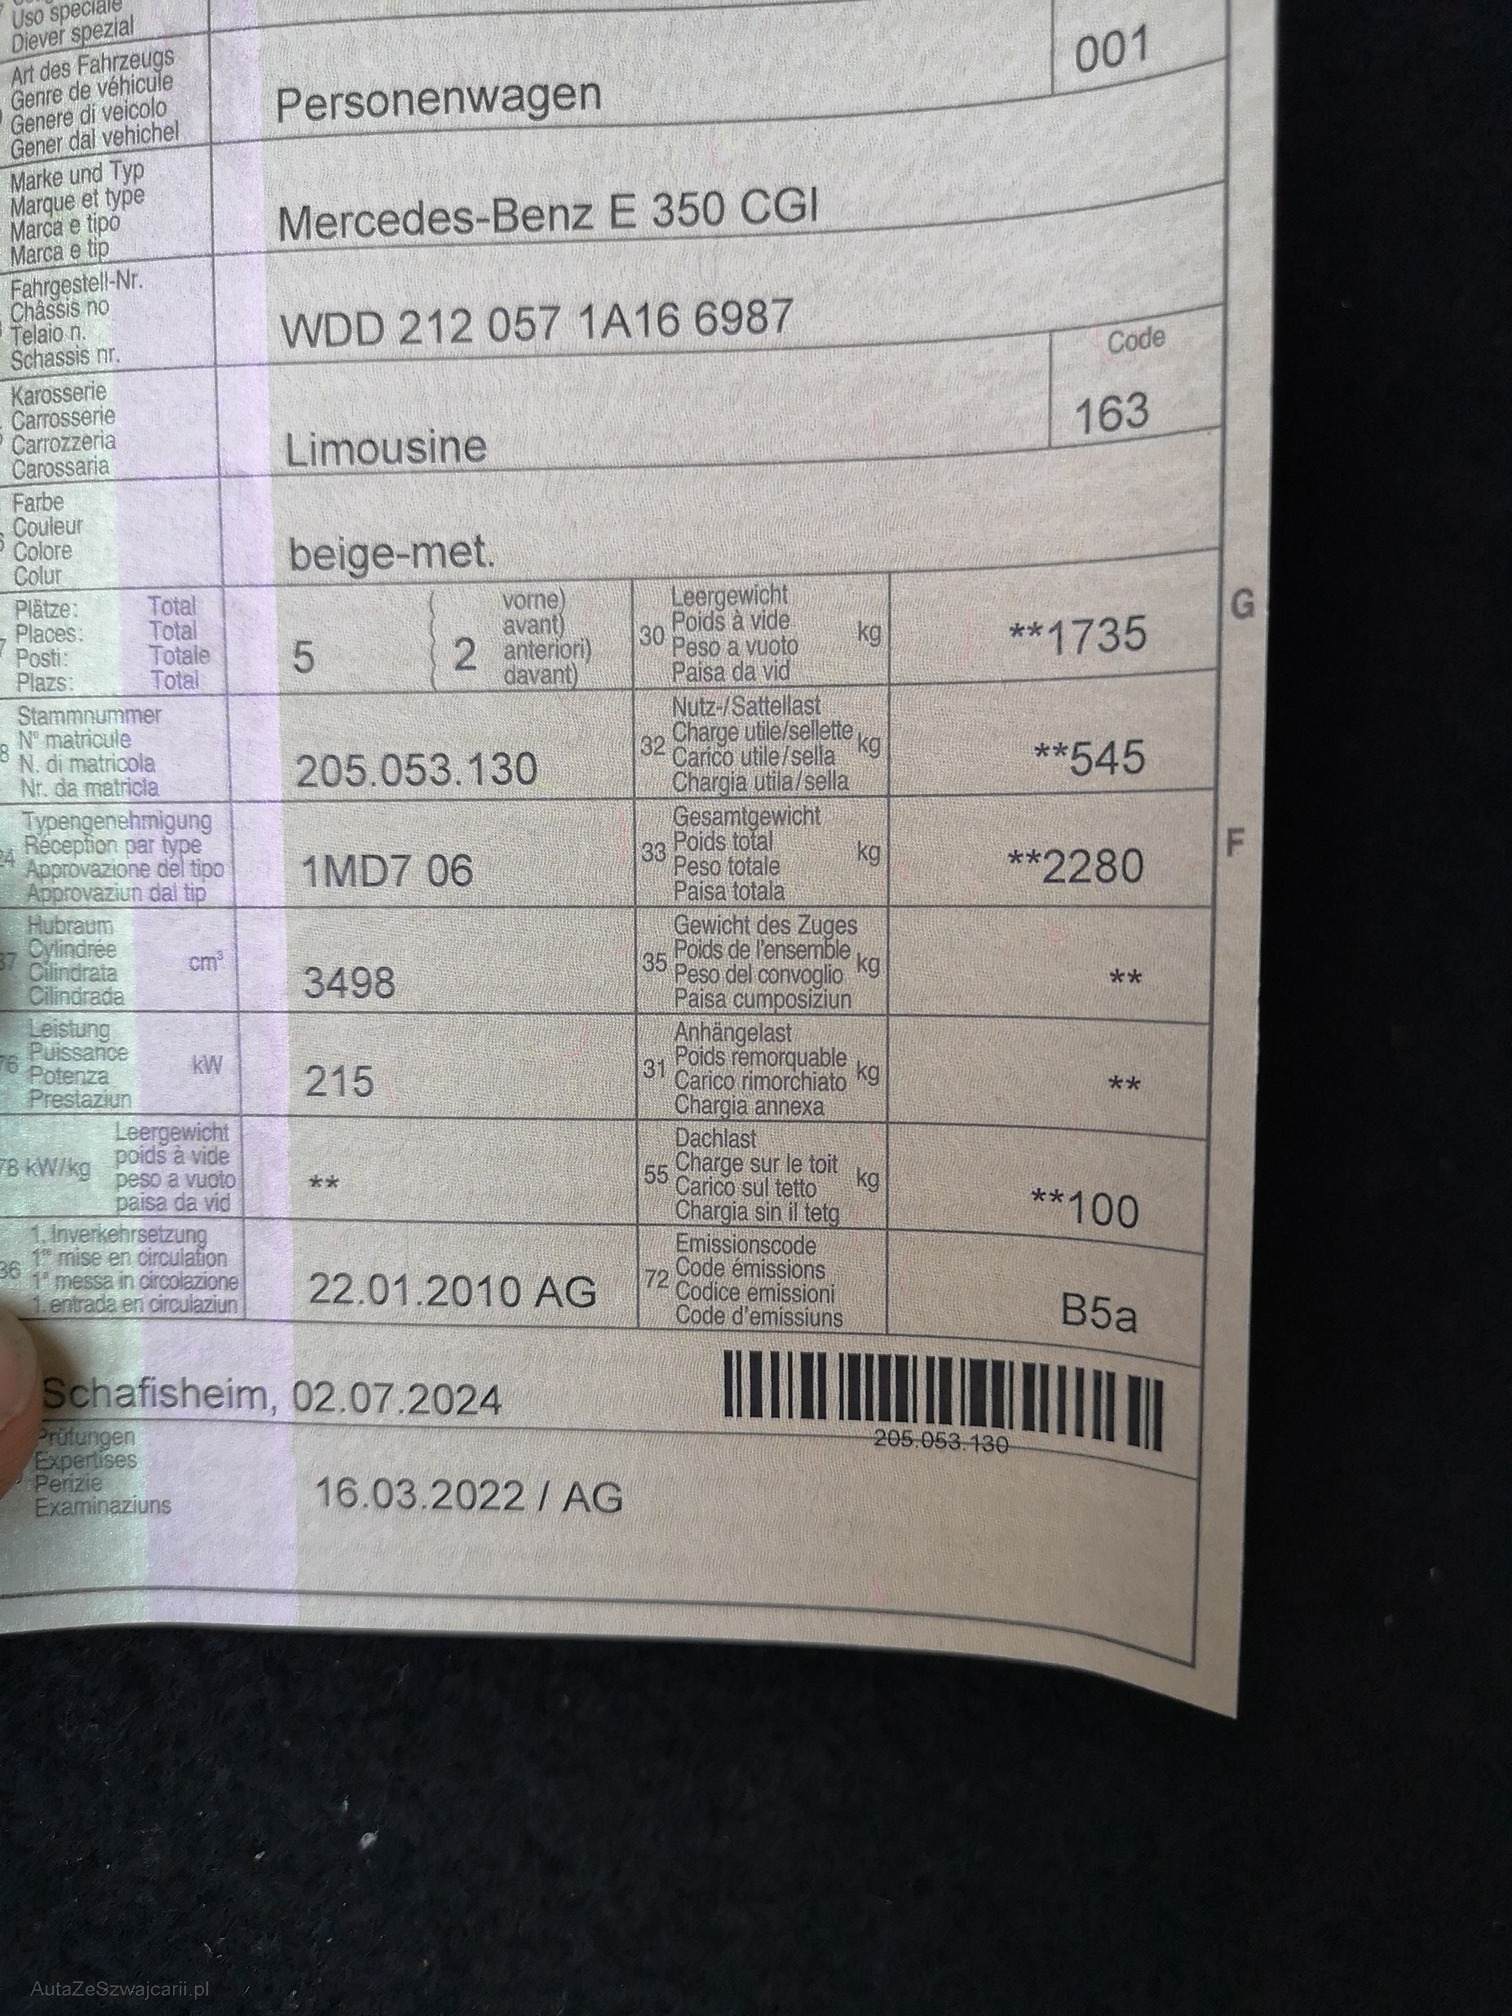 Uso speciale
Diever spezial
Art des Fahrzeugs
Genre de véhicule
Genere di veicolo
Gener dal vehichel
Personenwagen
001
Marke und Typ
Marque et type
Marca e tipo
Marca e tip
Mercedes-Benz E 350 CGI
Fahrgestell-Nr.
Châssis no
Telaio n.
Schassis nr.
WDD 212 057 1A16 6987
Karosserie
Carrosserie
Carrozzeria
Carossaria
Limousine
Code
163
Farbe
Couleur
Colore
Colur
beige-met.
Plätze: Total
Places: Total
Posti: Totale
Plazs: Total
5
2
vorne)
avant)
anteriori)
davant)
30
Leergewicht
Poids à vide
Peso a vuoto
Paisa da vid
kg
**1735
G
Stammnummer
N° matricule
N. di matricola
Nr. da matricla
205.053.130
32
Nutz-/Sattellast
Charge utile/sellette
Carico utile/sella
Chargia utila/sella
kg
**545
Typengenehmigung
Réception par type
Approvazione del tipo
Approvaziun dal tip
1MD7 06
33
Gesamtgewicht
Poids total
Peso totale
Paisa totala
kg
**2280
F
Hubraum
Cylindrée
Cilindrata
Cilindrada
cm³
3498
35
Gewicht des Zuges
Poids de l'ensemble
Peso del convoglio
Paisa cumposiziun
kg
**
Leistung
Puissance
Potenza
Prestaziun
kW
215
31
Anhängelast
Poids remorquable
Carico rimorchiato
Chargia annexa
kg
**
78 kW/kg
Leergewicht
poids à vide
peso a vuoto
paisa da vid
**
55
Dachlast
Charge sur le toit
Carico sul tetto
Chargia sin il tetg
kg
**100
36
1. Inverkehrsetzung
1re mise en circulation
1a messa in circolazione
1. entrada en circulaziun
22.01.2010 AG
72
Emissionscode
Code émissions
Codice emissioni
Code d'emissiuns
B5a
Schafisheim, 02.07.2024
205.053.130
Prüfungen
Expertises
Perizie
Examinaziuns
16.03.2022 / AG
AutaZeSzwajcarii.pl